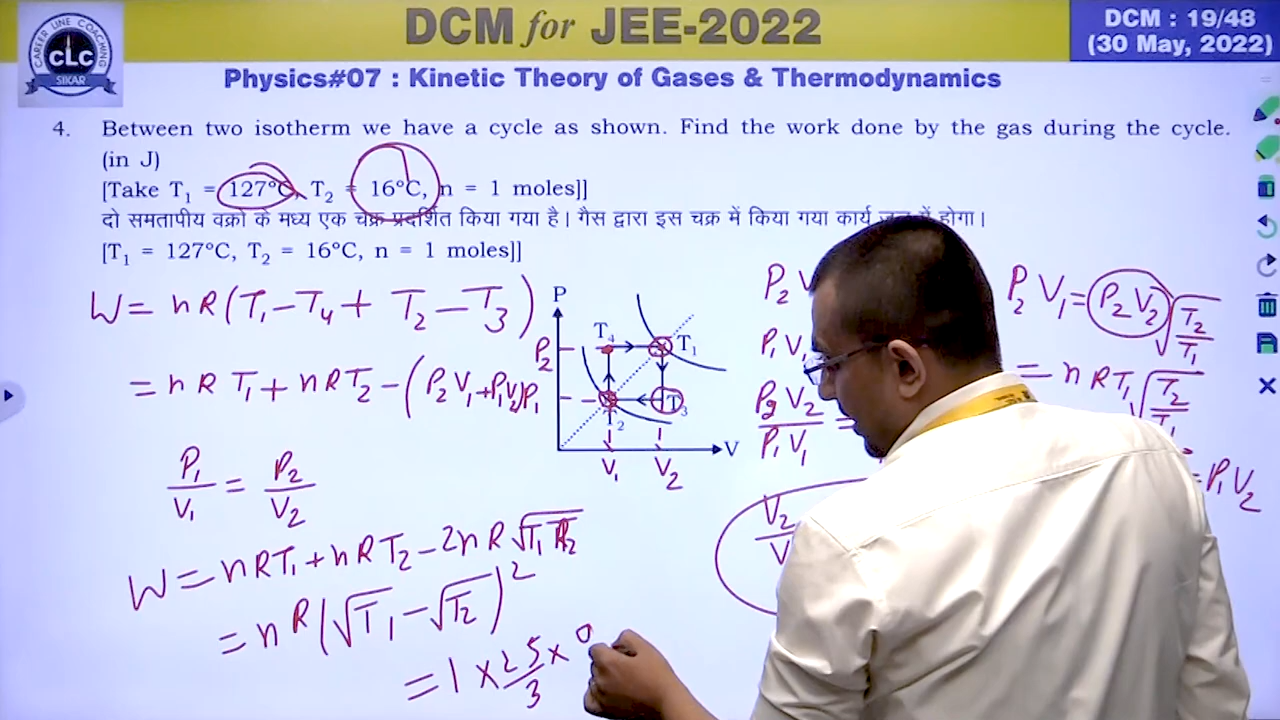 DCM for JEE-2022
DCM : 19/48
(30 May, 2022)
CAREER LINE COACHING
CLC
SIKAR
Physics#07 : Kinetic Theory of Gases & Thermodynamics
4. Between two isotherm we have a cycle as shown. Find the work done by the gas during the cycle.
(in J)
[Take T₁ = 127°C, T₂ = 16°C, n = 1 moles]]
दो समतापीय वक्रो के मध्य एक चक्र प्रदर्शित किया गया है। गैस द्वारा इस चक्र में किया गया कार्य में होगा।
[T₁ = 127°C, T₂ = 16°C, n = 1 moles]]
W = nR(T₁ - T₄ + T₂ - T₃)
= nRT₁ + nRT₂ - (P₂V₁ + P₁V₂)
P₁/V₁ = P₂/V₂
W = nRT₁ + nRT₂ - 2nR√T₁T₂
= nR(√T₁ - √T₂)²
= 1 × 25/3 ×
P
P₂
T₄
T₁
P₁
T₃
T₂
V
V₁
V₂
P₂ V
P₁ V₁
P₂V₂/P₁V₁ =
V₂/V
P₂V₁ = P₂V₂ √T₂/T₁
= nRT₁ √T₂/T₁
= P₁V₂